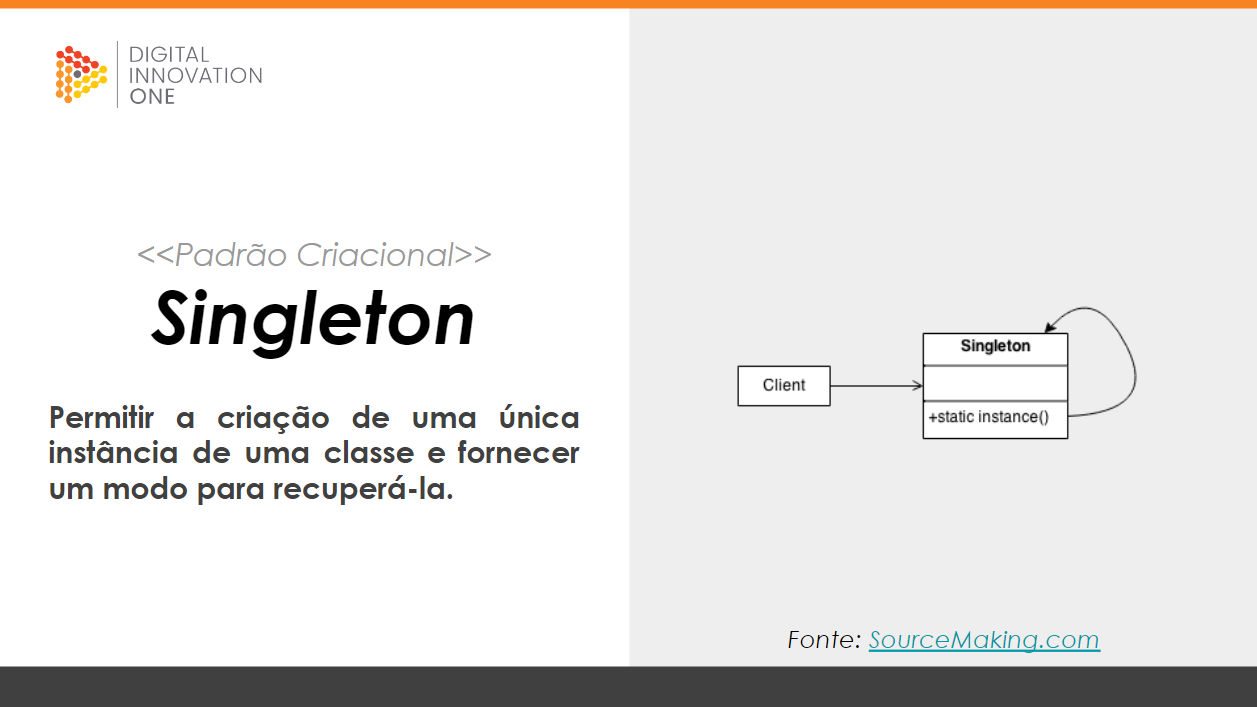 DIGITAL
INNOVATION
ONE
<<Padrão Criacional>>
Singleton
Permitir a criação de uma única
instância de uma classe e fornecer
um modo para recuperá-la.
Client
Singleton
+static instance()
Fonte: SourceMaking.com